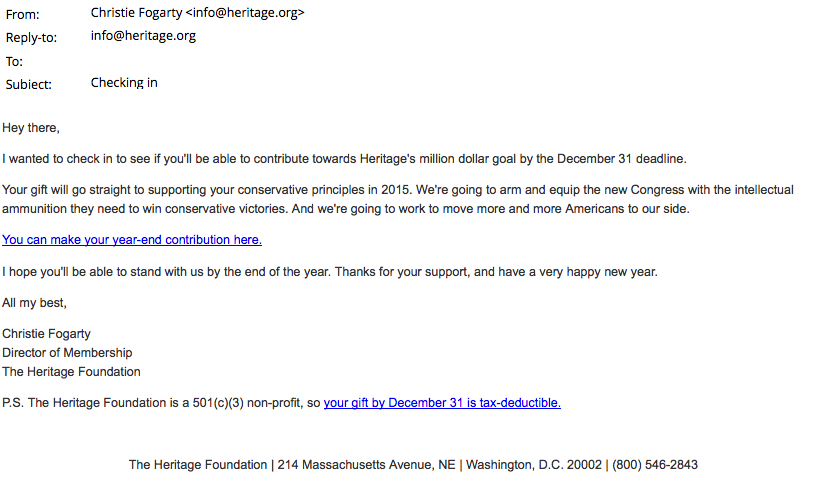 From: Christie Fogarty <info@heritage.org>
Reply-to: info@heritage.org
To:
Subject: Checking in
Hey there,
I wanted to check in to see if you'll be able to contribute towards Heritage's million dollar goal by the December 31 deadline.
Your gift will go straight to supporting your conservative principles in 2015. We're going to arm and equip the new Congress with the intellectual
ammunition they need to win conservative victories. And we're going to work to move more and more Americans to our side.
You can make your year-end contribution here.
I hope you'll be able to stand with us by the end of the year. Thanks for your support, and have a very happy new year.
All my best,
Christie Fogarty
Director of Membership
The Heritage Foundation
P.S. The Heritage Foundation is a 501(c)(3) non-profit, so your gift by December 31 is tax-deductible.
The Heritage Foundation | 214 Massachusetts Avenue, NE | Washington, D.C. 20002 | (800) 546-2843